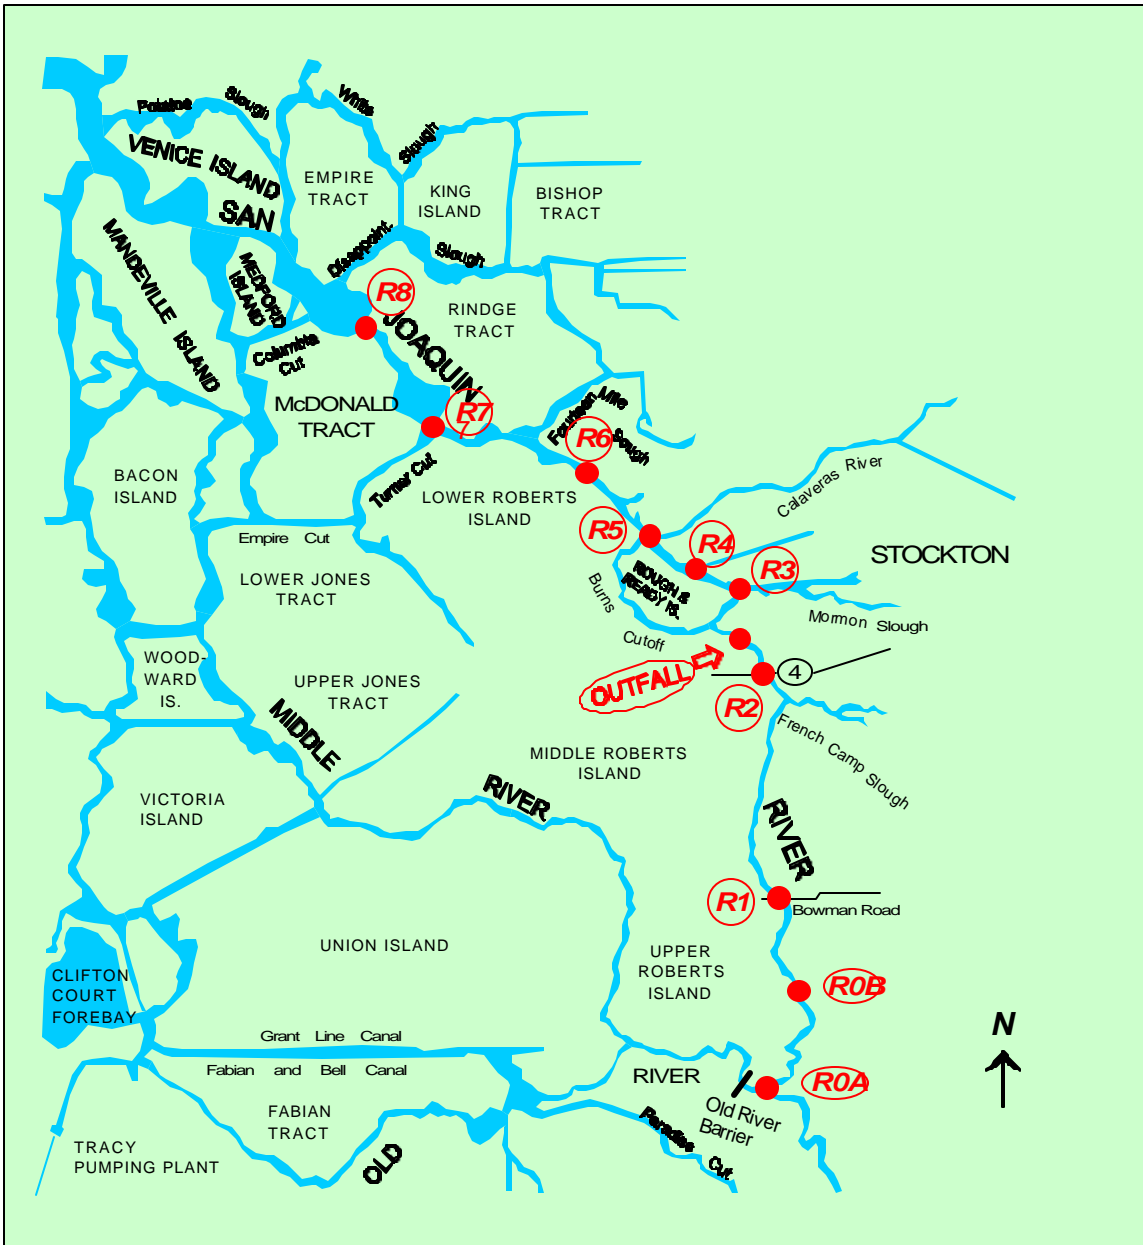 Potatoe Slough
White Slough
VENICE ISLAND
EMPIRE
TRACT
KING
ISLAND
BISHOP
TRACT
SAN
MANDEVILLE ISLAND
MEDFORD
ISLAND
Disappoint.
Slough
R8
RINDGE
TRACT
JOAQUIN
Columbia
Cut
McDONALD
TRACT
R7
7
Fourteen Mile
Slough
R6
BACON
ISLAND
Turner Cut
LOWER ROBERTS
ISLAND
Calaveras River
Empire Cut
R5
R4
STOCKTON
LOWER JONES
TRACT
ROUGH &
READY IS.
R3
Burns
Cutoff
Mormon Slough
WOOD-
WARD
IS.
UPPER JONES
TRACT
OUTFALL
4
R2
MIDDLE
French Camp Slough
MIDDLE ROBERTS
ISLAND
VICTORIA
ISLAND
RIVER
RIVER
R1
Bowman Road
UNION ISLAND
UPPER
ROBERTS
ISLAND
CLIFTON
COURT
FOREBAY
R0B
N
Grant Line Canal
Fabian and Bell Canal
RIVER
R0A
Old River
Barrier
FABIAN
TRACT
Paradise Cut
TRACY
PUMPING PLANT
OLD